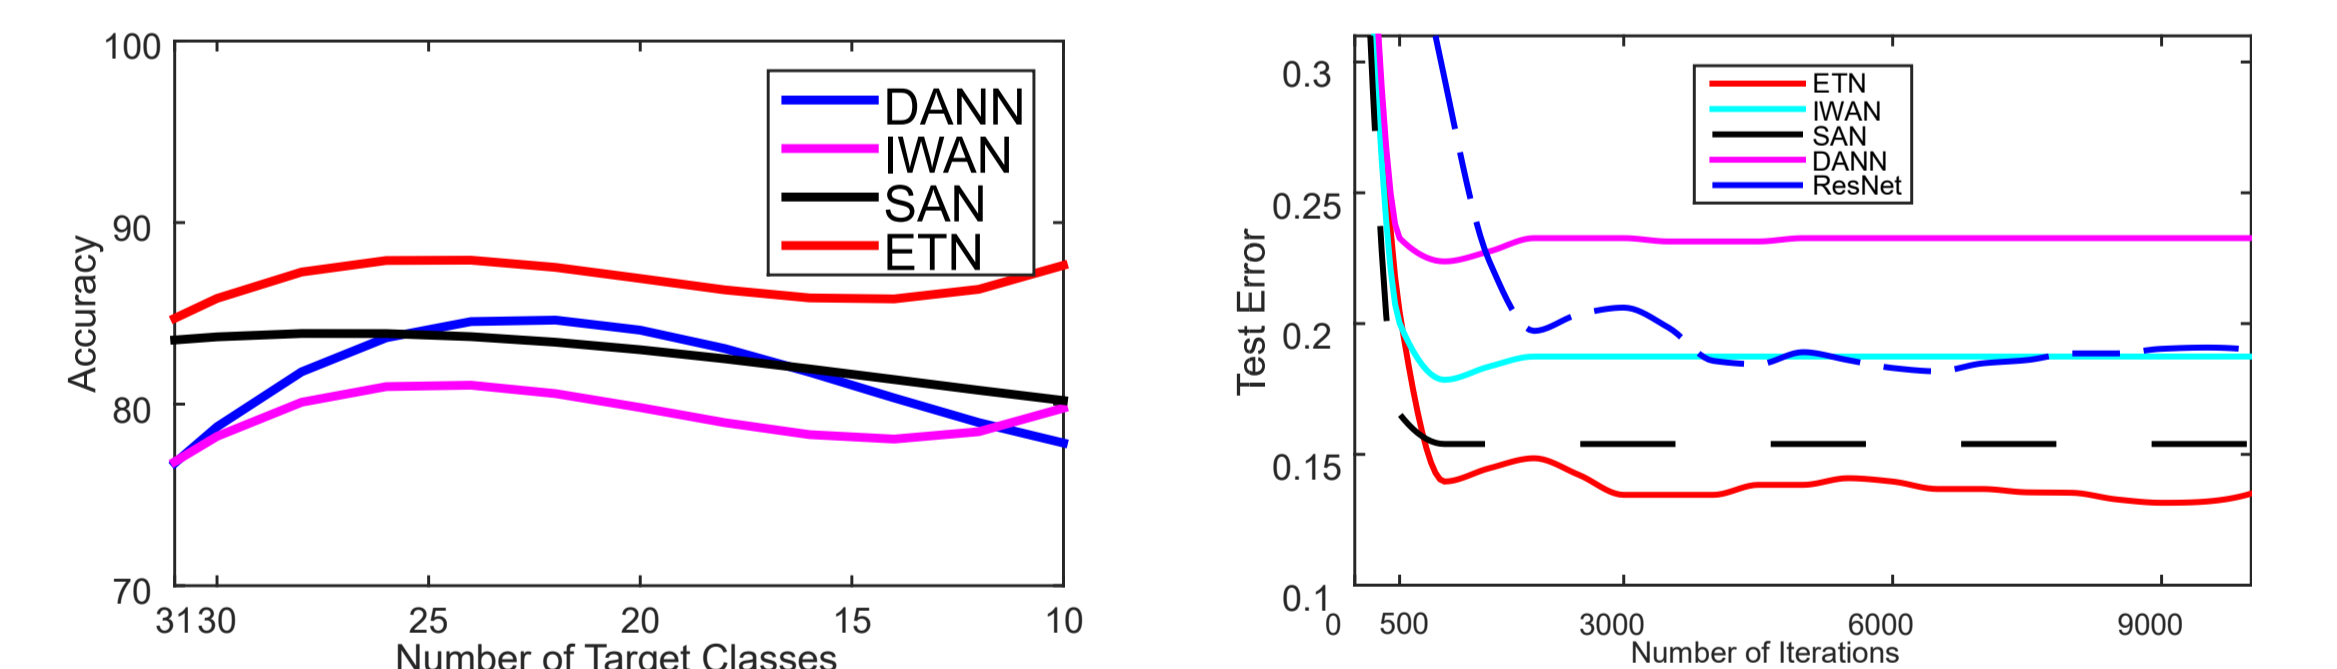 100
90
80
70
Accuracy
DANN
IWAN
SAN
ETN
31 30 25 20 15 10
Number of Target Classes
0.3
0.25
0.2
0.15
0.1
Test Error
ETN
IWAN
SAN
DANN
ResNet
0 500 3000 6000 9000
Number of Iterations